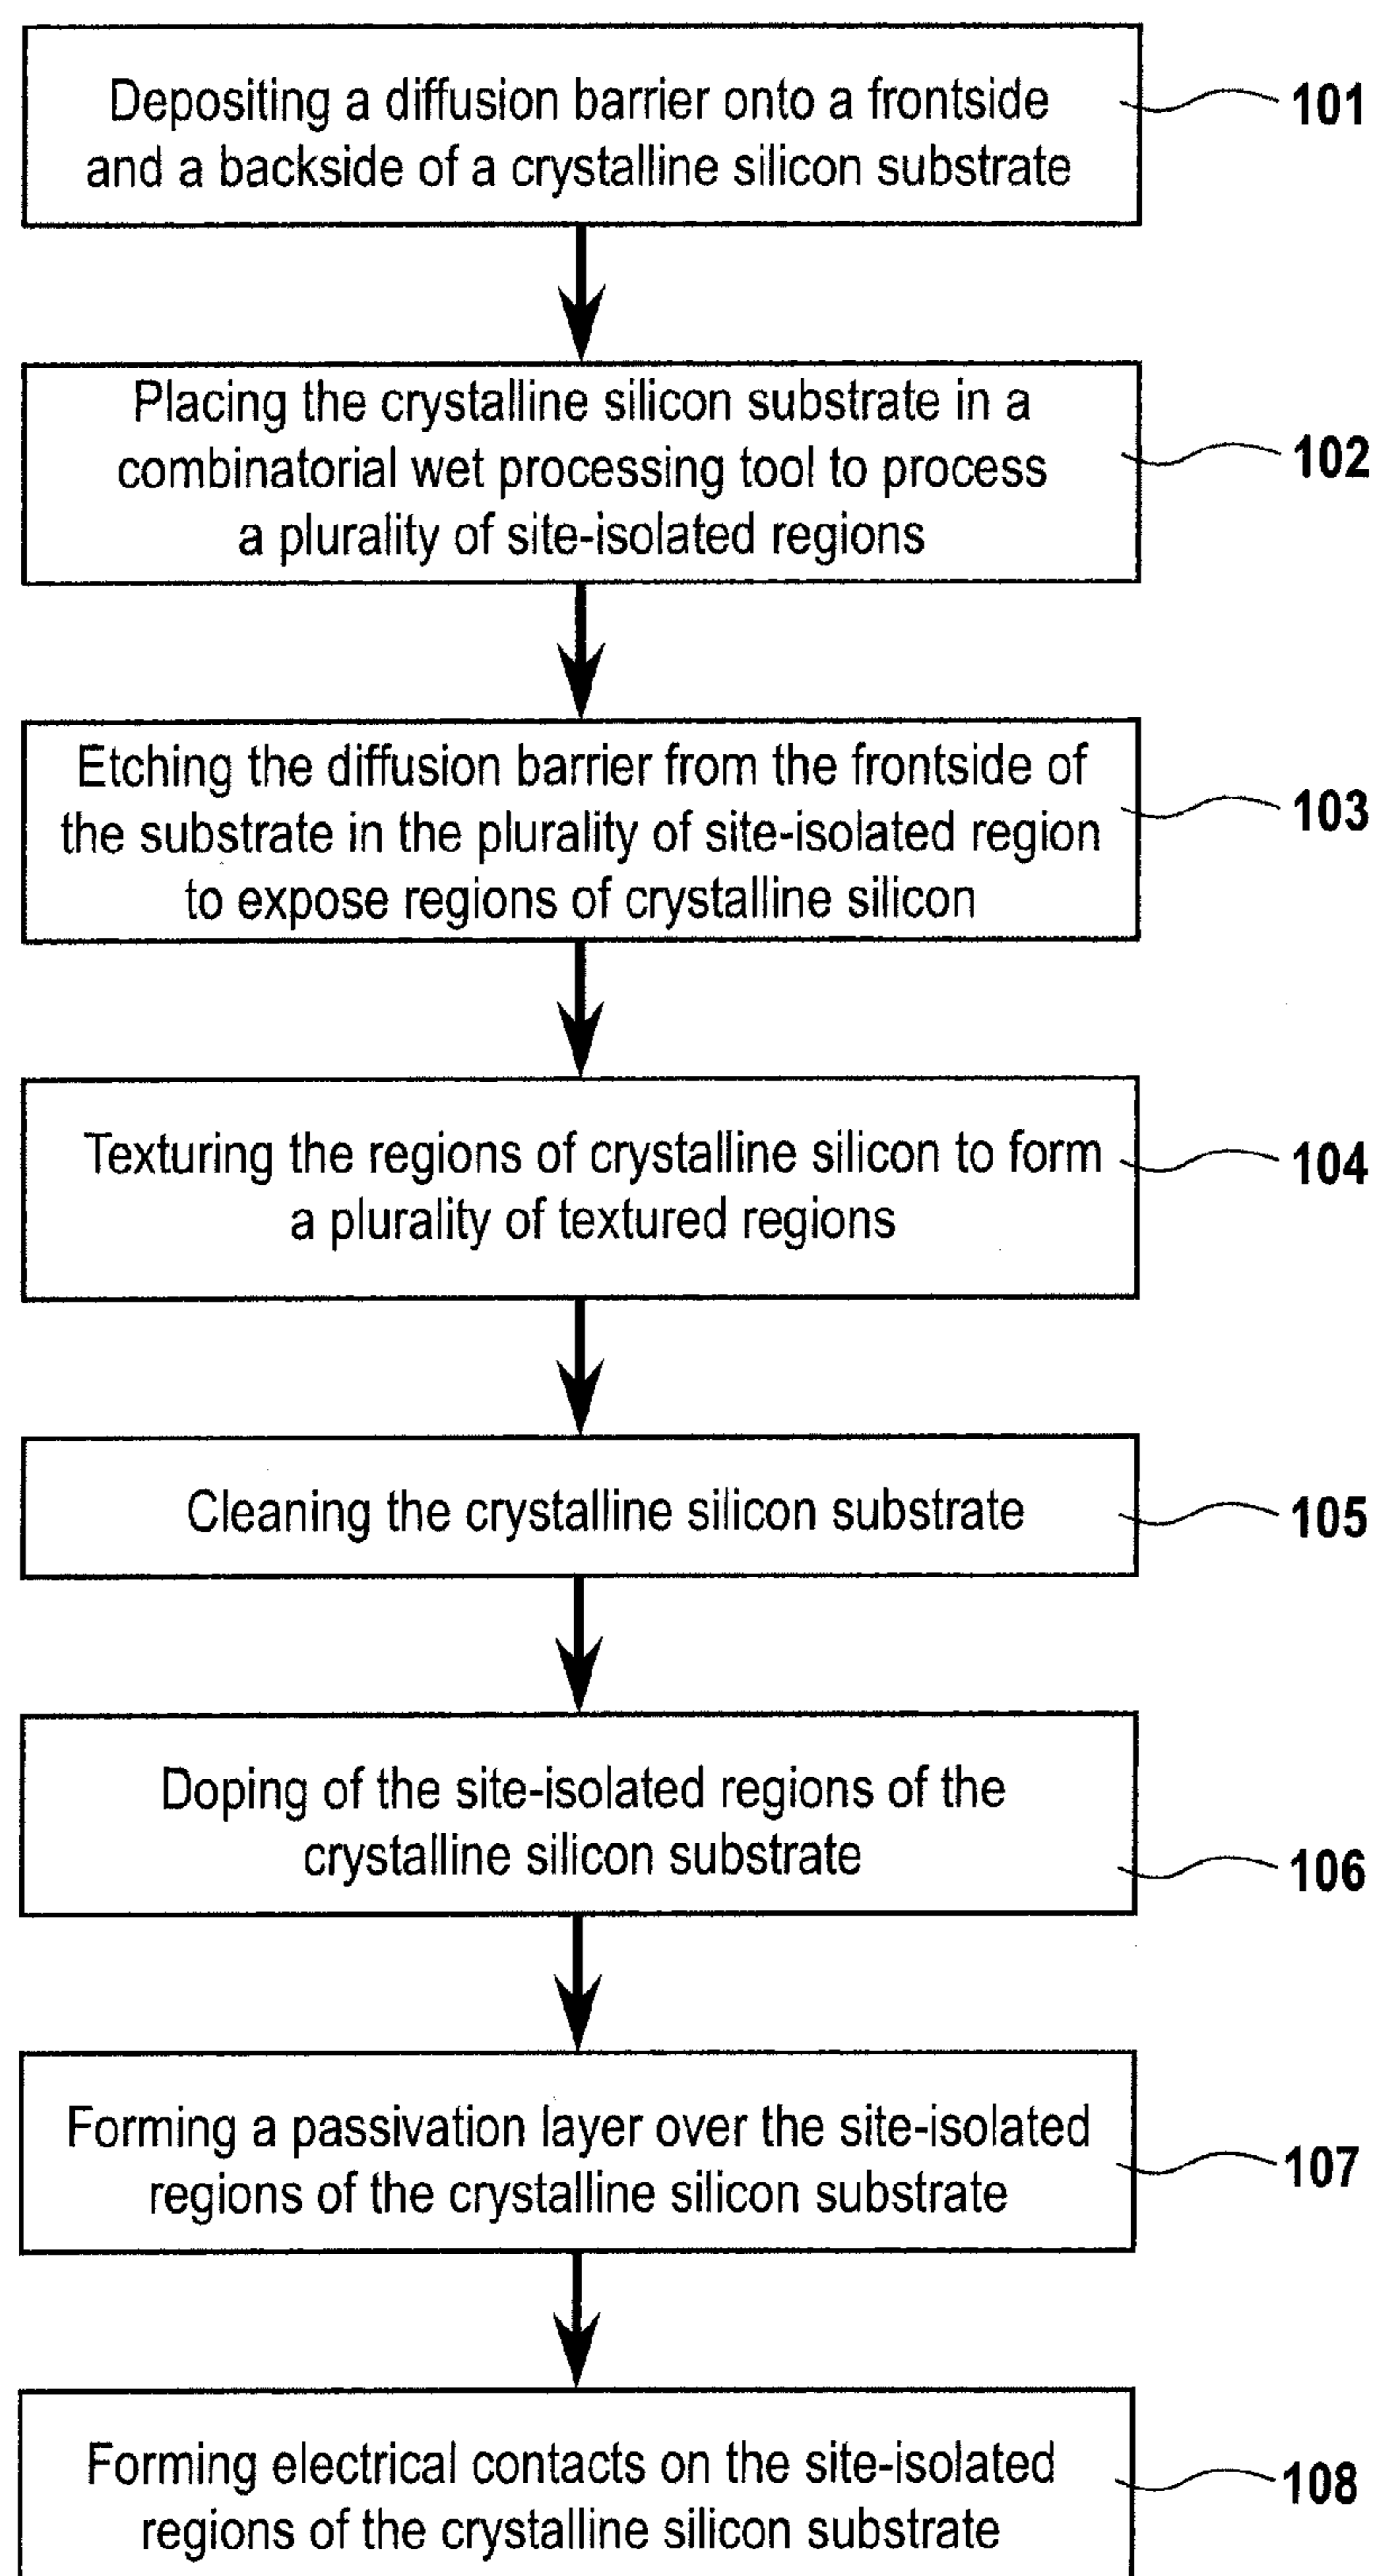 Depositing a diffusion barrier onto a frontside
and a backside of a crystalline silicon substrate
101
Placing the crystalline silicon substrate in a
combinatorial wet processing tool to process
a plurality of site-isolated regions
102
Etching the diffusion barrier from the frontside of
the substrate in the plurality of site-isolated region
to expose regions of crystalline silicon
103
Texturing the regions of crystalline silicon to form
a plurality of textured regions
104
Cleaning the crystalline silicon substrate
105
Doping of the site-isolated regions of the
crystalline silicon substrate
106
Forming a passivation layer over the site-isolated
regions of the crystalline silicon substrate
107
Forming electrical contacts on the site-isolated
regions of the crystalline silicon substrate
108